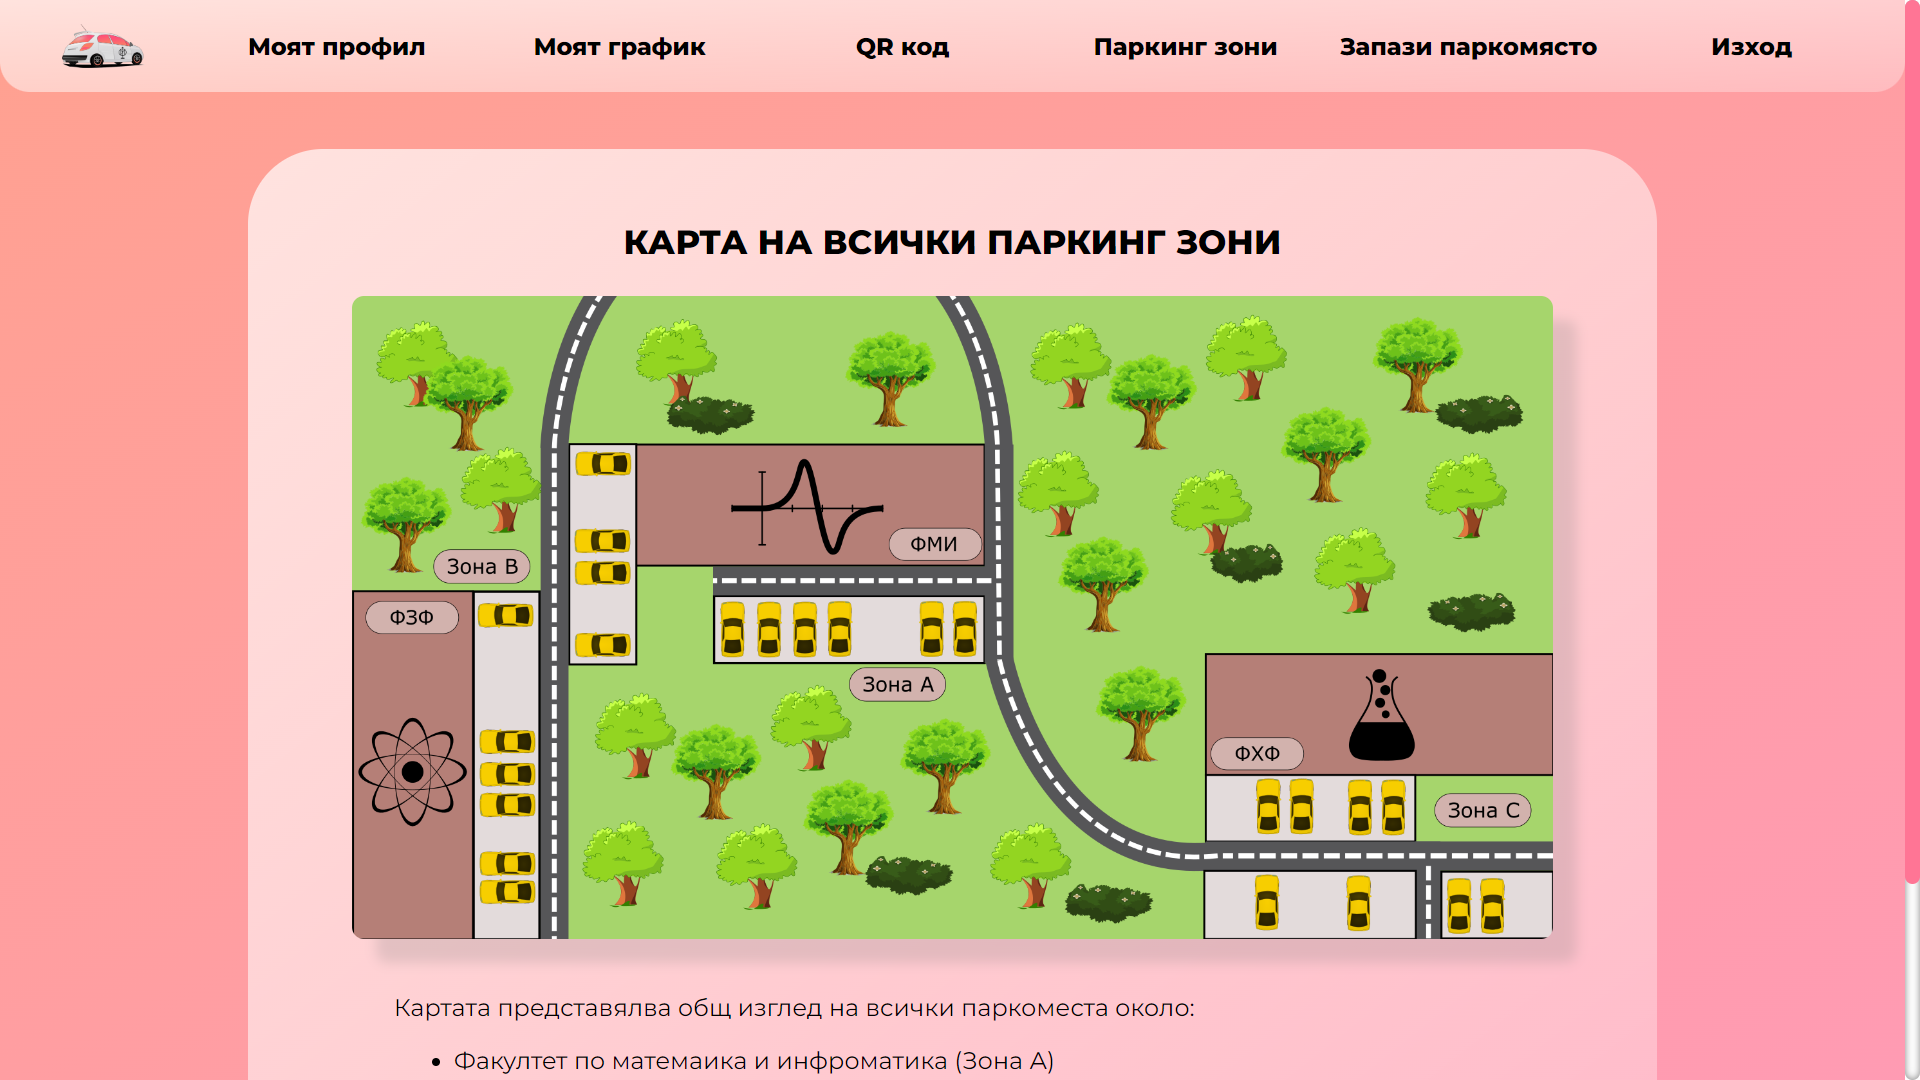 Моят профил
Моят график
QR код
Паркинг зони
Запази паркомясто
Изход
КАРТА НА ВСИЧКИ ПАРКИНГ ЗОНИ
ФМИ
Зона B
ФЗФ
Зона A
ФХФ
Зона C
Картата представялва общ изглед на всички паркоместа около:
• Факултет по матемаика и инфроматика (Зона А)